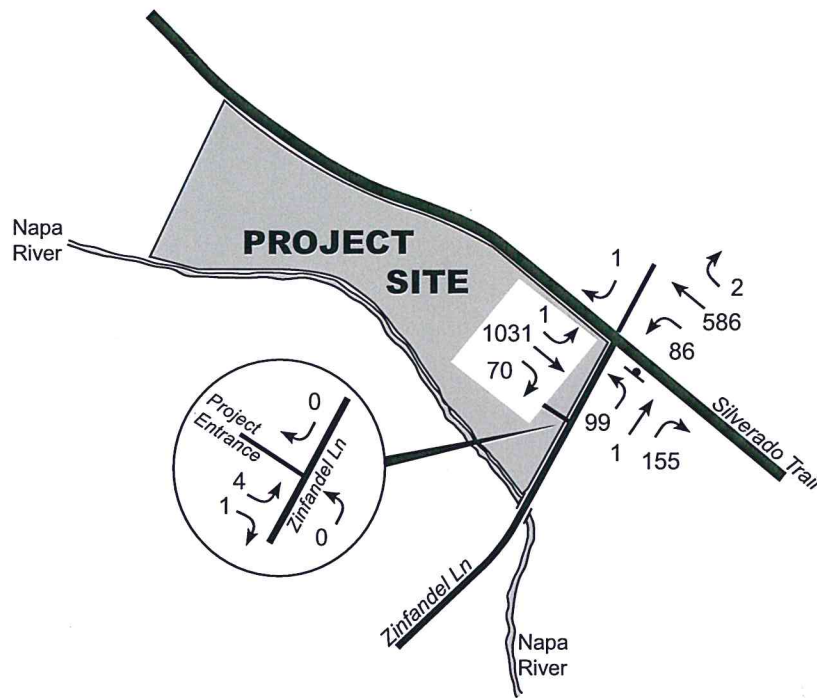 Napa
River
PROJECT
SITE
1
2
586
86
1
1031
70
99
1
155
Silverado Trail
Project
Entrance
0
Zinfandel Ln
4
1
0
Zinfandel Ln
Napa
River